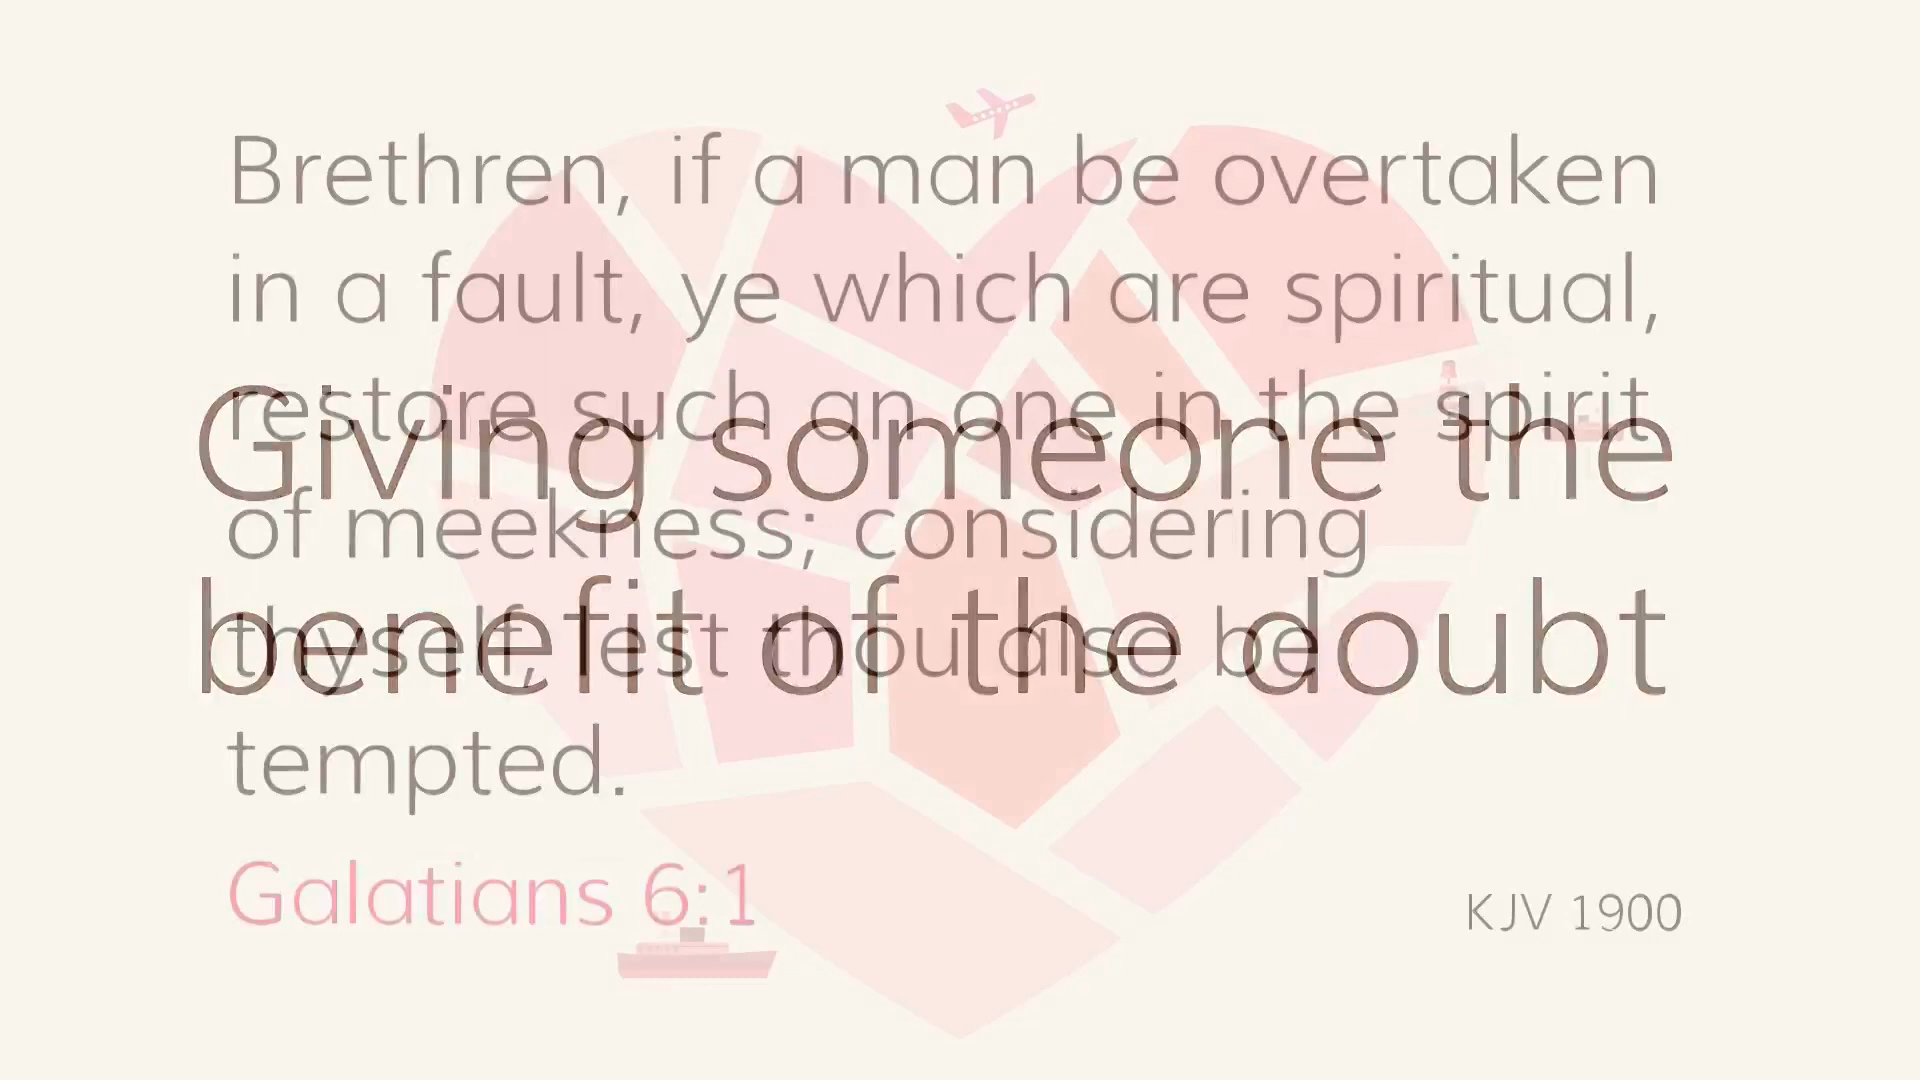 Brethren, if a man be overtaken
in a fault, ye which are spiritual,
restore such an one in the spirit
of meekness; considering
thyself, lest thou also be
tempted.
Galatians 6:1
KJV 1900
Giving someone the
benefit of the doubt